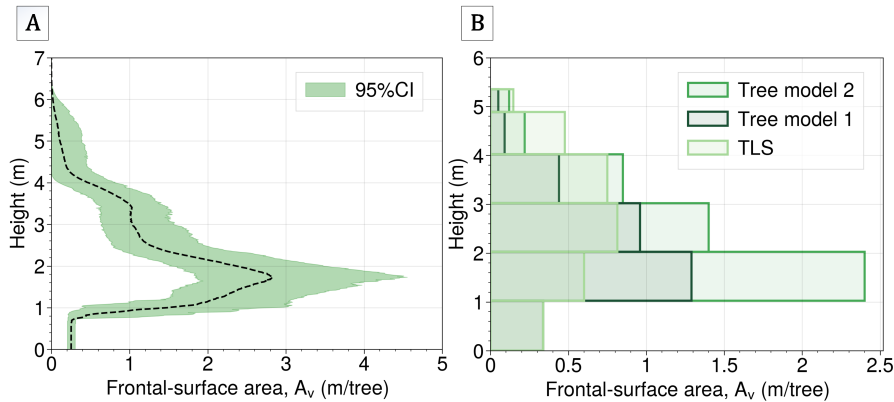 A
7
6
5
4
3
2
1
0
Height (m)
95%CI
0 1 2 3 4 5
Frontal-surface area, Aᵥ (m/tree)
B
6
5
4
3
2
1
0
Height (m)
Tree model 2
Tree model 1
TLS
0 0.5 1 1.5 2 2.5
Frontal-surface area, Aᵥ (m/tree)